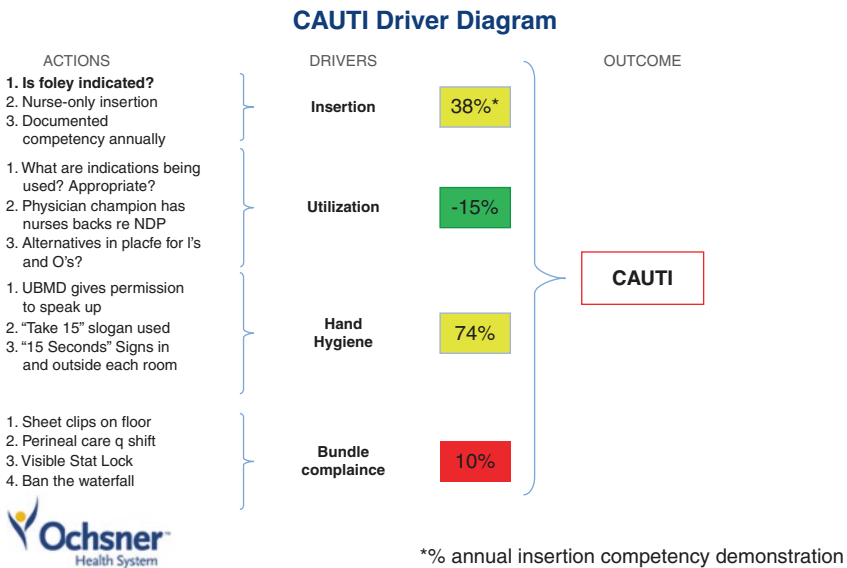 CAUTI Driver Diagram
ACTIONS
DRIVERS
OUTCOME
1. Is foley indicated?
2. Nurse-only insertion
3. Documented
competency annually
Insertion
38%*
1. What are indications being
used? Appropriate?
2. Physician champion has
nurses backs re NDP
3. Alternatives in placfe for I's
and O's?
Utilization
-15%
CAUTI
1. UBMD gives permission
to speak up
2. “Take 15” slogan used
3. “15 Seconds” Signs in
and outside each room
Hand
Hygiene
74%
1. Sheet clips on floor
2. Perineal care q shift
3. Visible Stat Lock
4. Ban the waterfall
Bundle
complaince
10%
Ochsner™
Health System
*% annual insertion competency demonstration